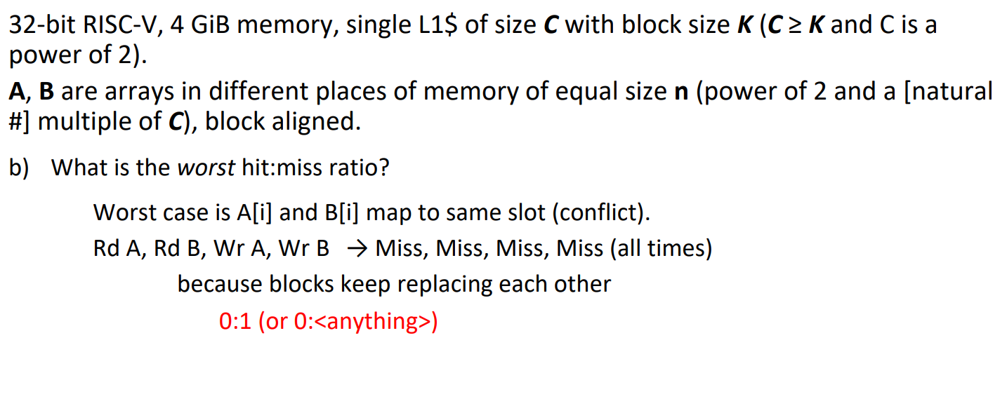 32-bit RISC-V, 4 GiB memory, single L1$ of size C with block size K (C ≥ K and C is a
power of 2).
A, B are arrays in different places of memory of equal size n (power of 2 and a [natural
#] multiple of C), block aligned.
b) What is the worst hit:miss ratio?
Worst case is A[i] and B[i] map to same slot (conflict).
Rd A, Rd B, Wr A, Wr B → Miss, Miss, Miss, Miss (all times)
because blocks keep replacing each other
0:1 (or 0:<anything>)